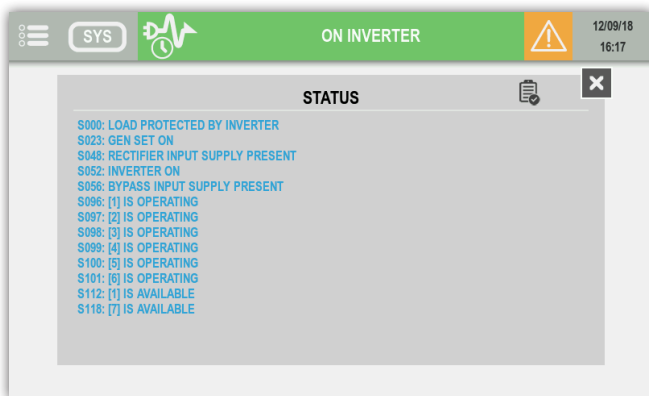 SYS
ON INVERTER
12/09/18
16:17
STATUS
S000: LOAD PROTECTED BY INVERTER
S023: GEN SET ON
S048: RECTIFIER INPUT SUPPLY PRESENT
S052: INVERTER ON
S056: BYPASS INPUT SUPPLY PRESENT
S096: [1] IS OPERATING
S097: [2] IS OPERATING
S098: [3] IS OPERATING
S099: [4] IS OPERATING
S100: [5] IS OPERATING
S101: [6] IS OPERATING
S112: [1] IS AVAILABLE
S118: [7] IS AVAILABLE